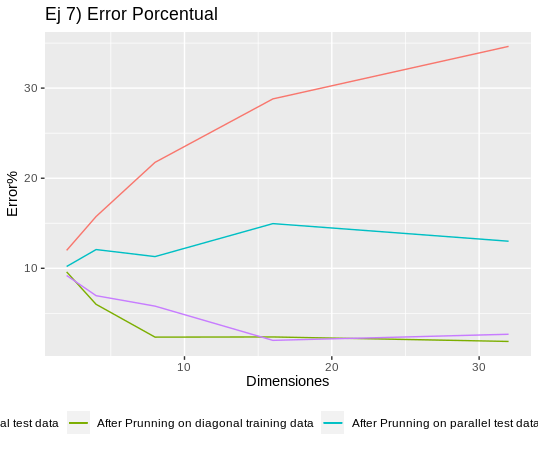 Ej 7) Error Porcentual
Error%
30
20
10
10 20 30
Dimensiones
al test data After Prunning on diagonal training data After Prunning on parallel test data